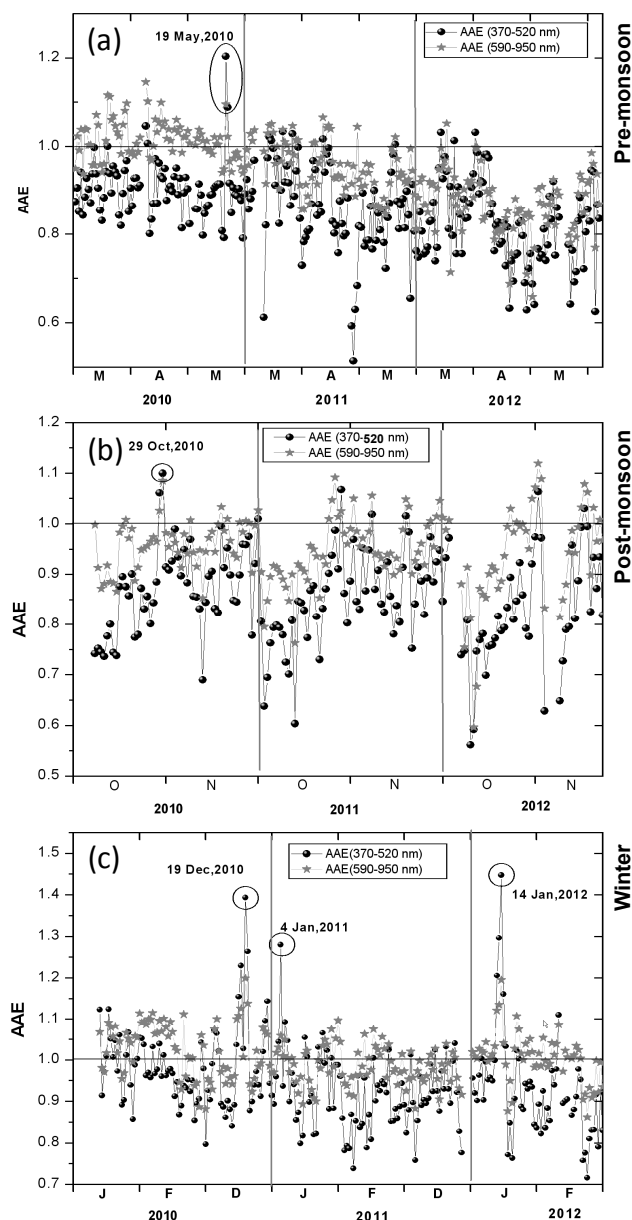 (a)
19 May,2010
AAE (370-520 nm)
AAE (590-950 nm)
1.2
1.0
0.8
0.6
AAE
M A M M A M M A M
2010 2011 2012
Pre-monsoon
(b)
29 Oct,2010
AAE (370-520 nm)
AAE (590-950 nm)
1.2
1.1
1.0
0.9
0.8
0.7
0.6
0.5
AAE
O N O N O N
2010 2011 2012
Post-monsoon
(c)
19 Dec,2010
4 Jan,2011
14 Jan,2012
AAE(370-520 nm)
AAE(590-950 nm)
1.5
1.4
1.3
1.2
1.1
1.0
0.9
0.8
0.7
AAE
J F D J F D J F
2010 2011 2012
Winter